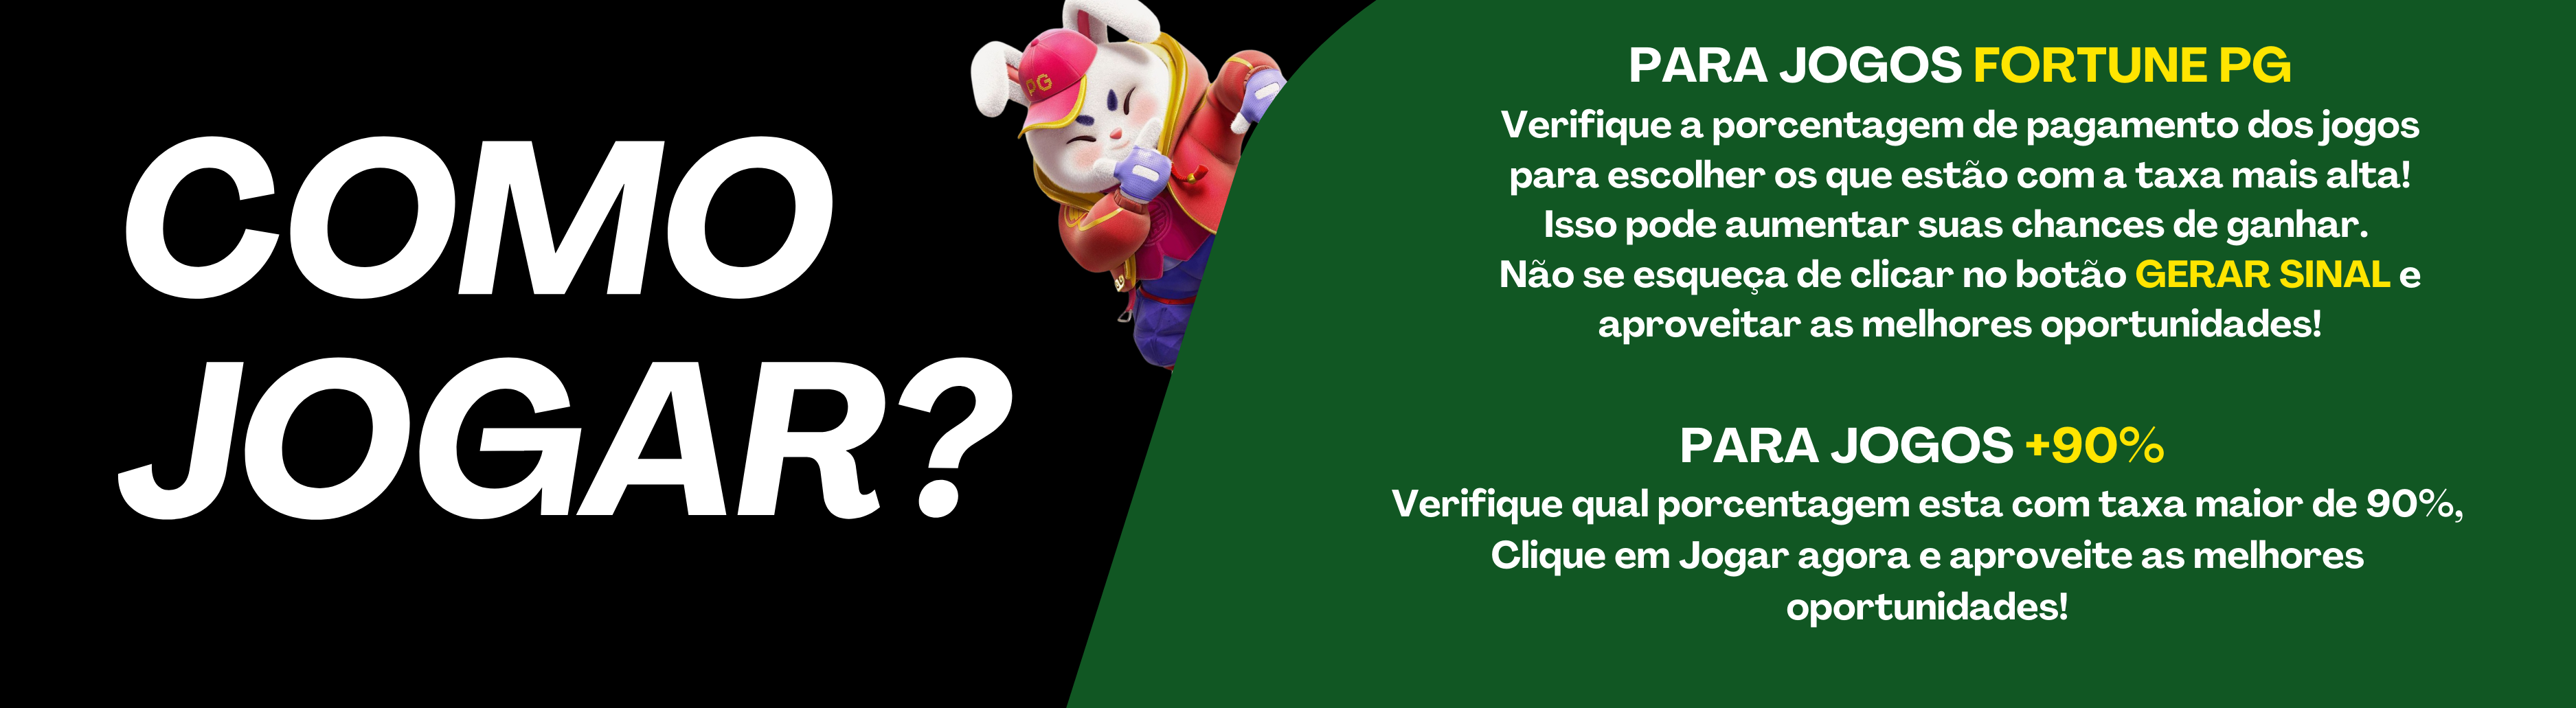 COMO
JOGAR?
PG
PARA JOGOS FORTUNE PG
Verifique a porcentagem de pagamento dos jogos
para escolher os que estão com a taxa mais alta!
Isso pode aumentar suas chances de ganhar.
Não se esqueça de clicar no botão GERAR SINAL e
aproveitar as melhores oportunidades!
PARA JOGOS +90%
Verifique qual porcentagem esta com taxa maior de 90%,
Clique em Jogar agora e aproveite as melhores
oportunidades!